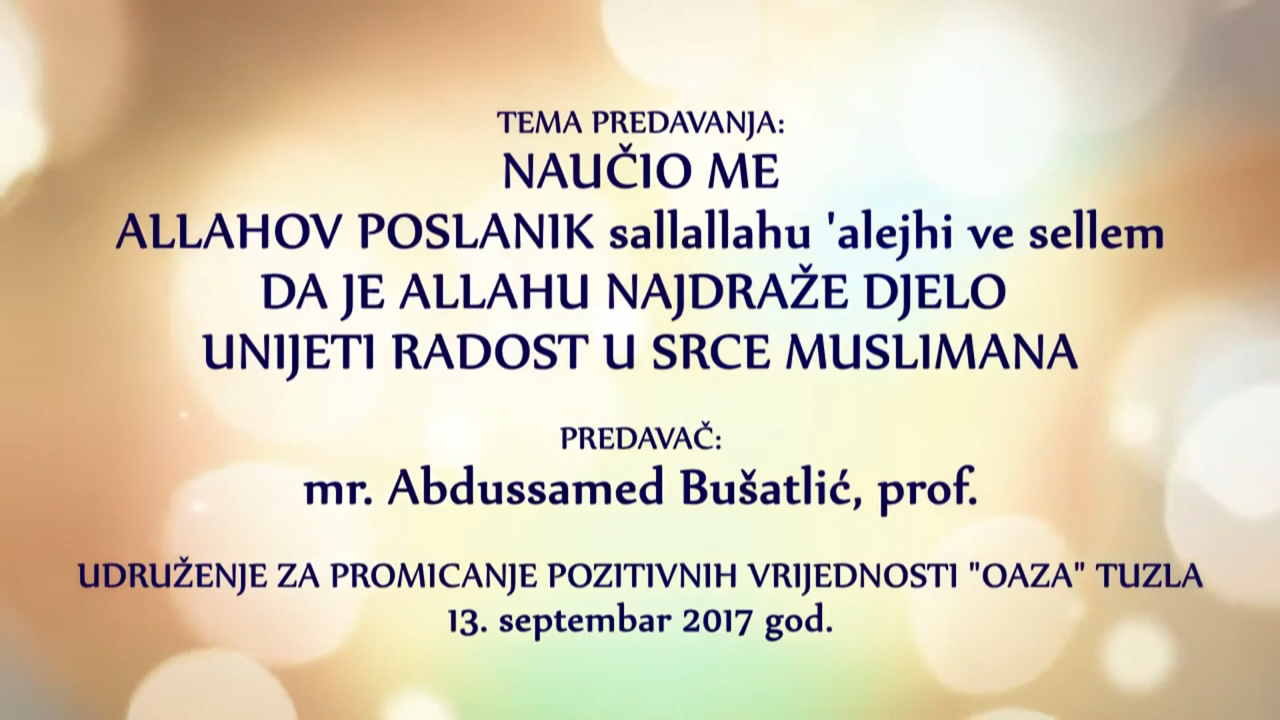 TEMA PREDAVANJA:
NAUČIO ME
ALLAHOV POSLANIK sallallahu 'alejhi ve sellem
DA JE ALLAHU NAJDRAŽE DJELO
UNIJETI RADOST U SRCE MUSLIMANA
PREDAVAČ:
mr. Abdussamed Bušatlić, prof.
UDRUŽENJE ZA PROMICANJE POZITIVNIH VRIJEDNOSTI "OAZA" TUZLA
13. septembar 2017 god.